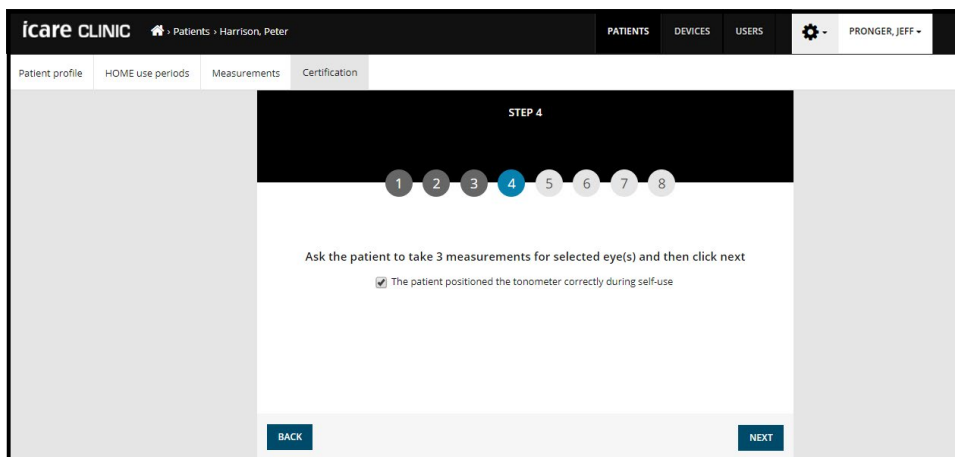 icare CLINIC › Patients › Harrison, Peter PATIENTS DEVICES USERS PRONGER, JEFF
Patient profile HOME use periods Measurements Certification
STEP 4
1 2 3 4 5 6 7 8
Ask the patient to take 3 measurements for selected eye(s) and then click next
The patient positioned the tonometer correctly during self-use
BACK NEXT